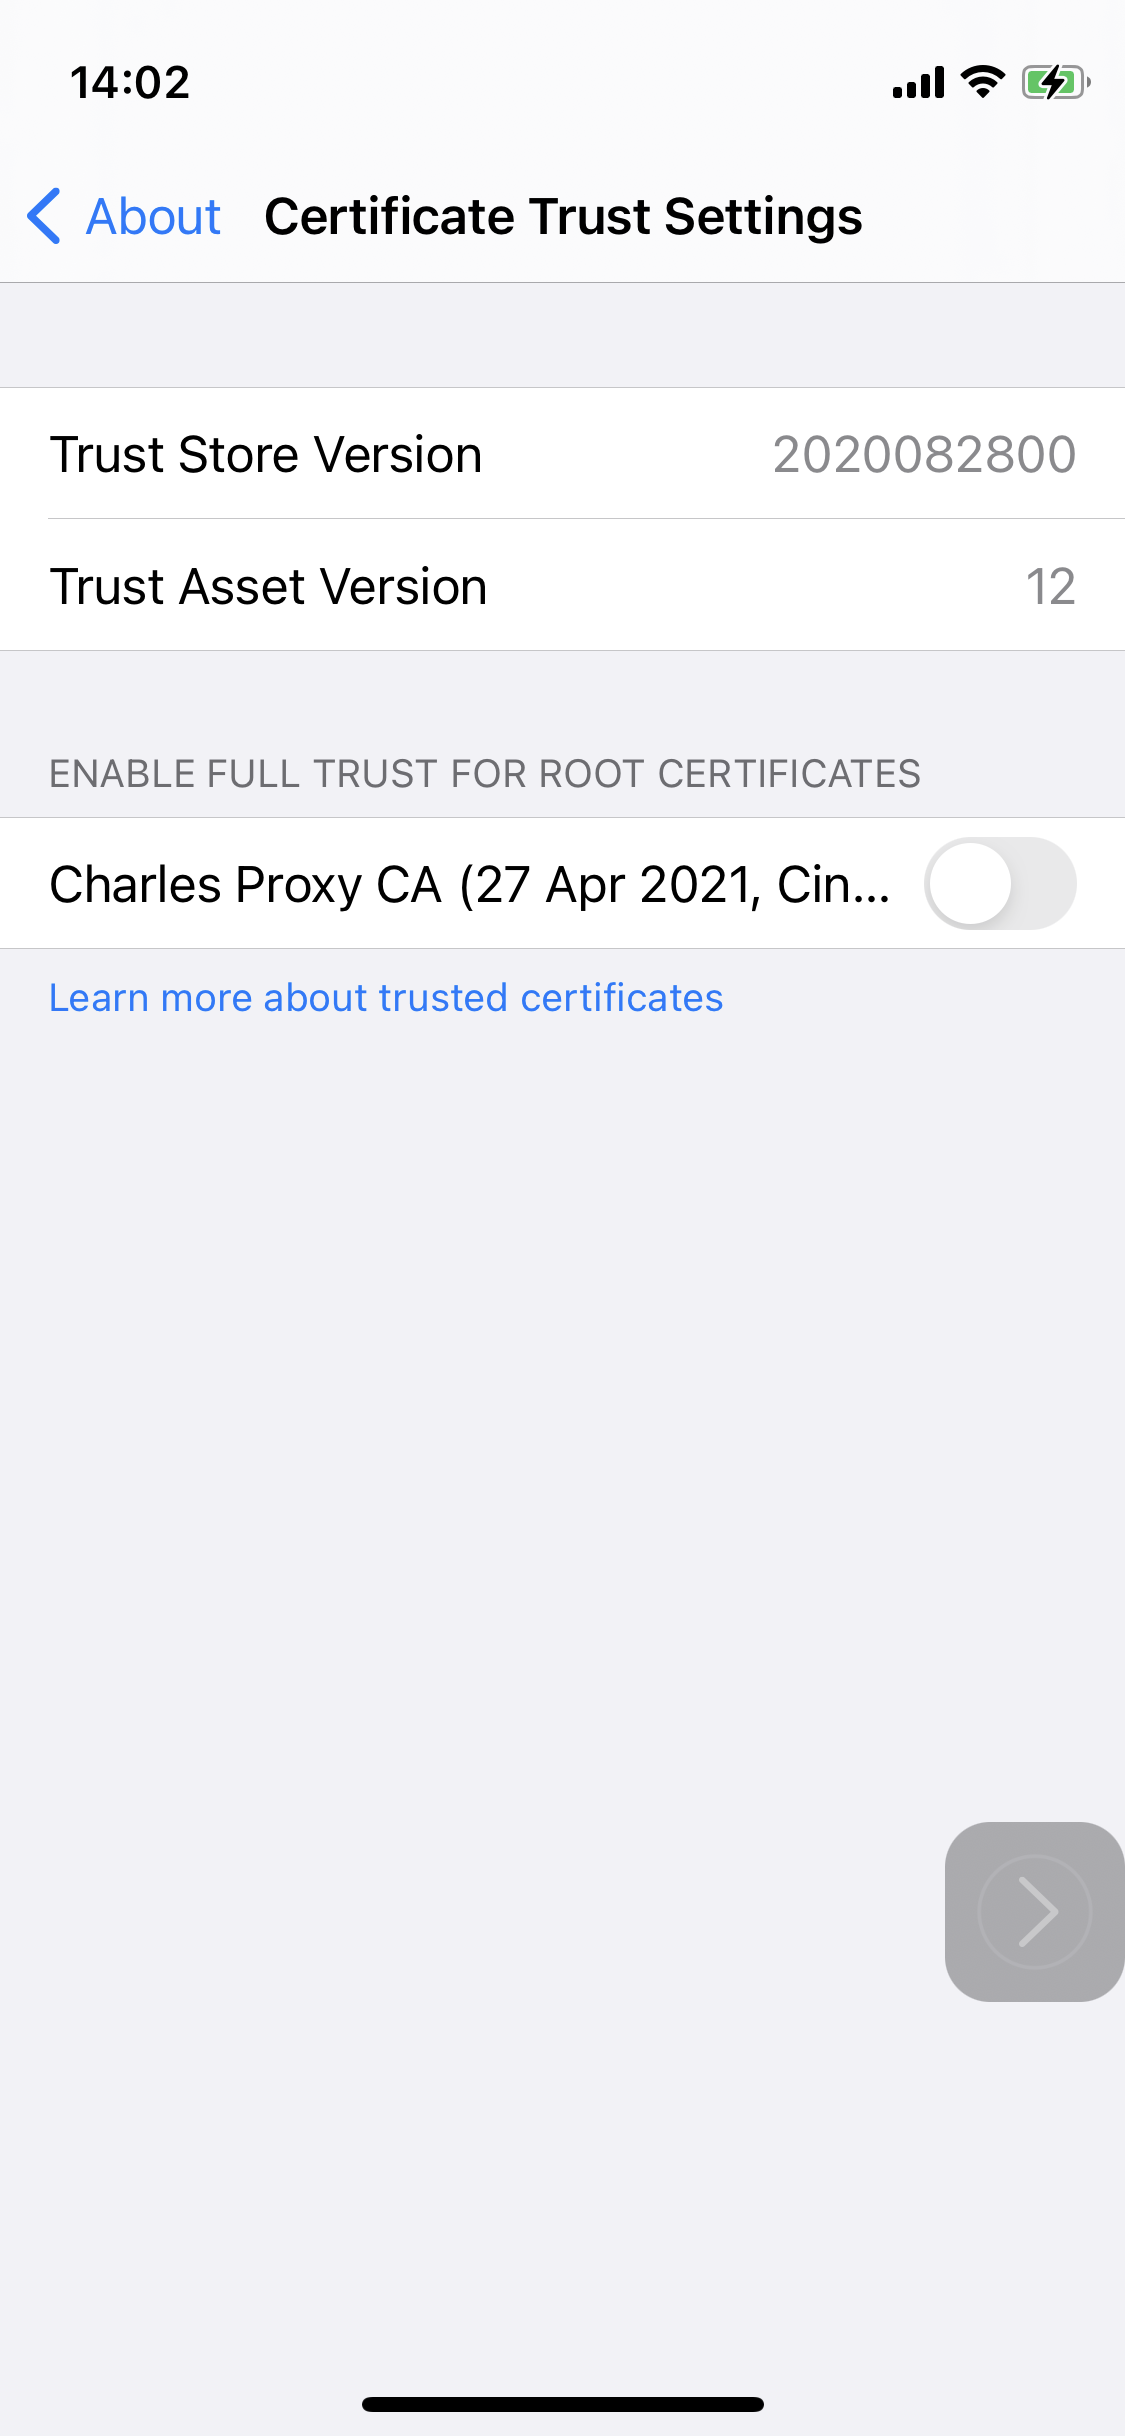 14:02
About Certificate Trust Settings
Trust Store Version 2020082800
Trust Asset Version 12
ENABLE FULL TRUST FOR ROOT CERTIFICATES
Charles Proxy CA (27 Apr 2021, Cin...
Learn more about trusted certificates